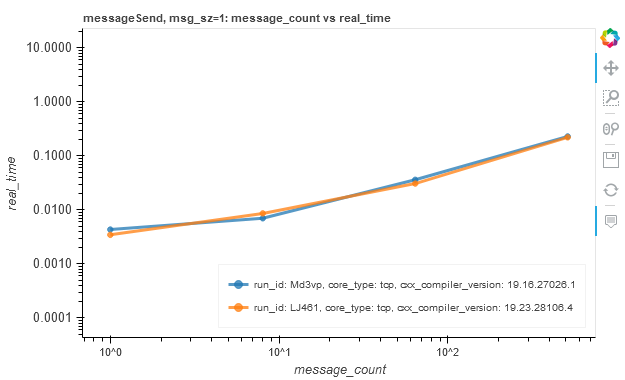 messageSend, msg_sz=1: message_count vs real_time
10.0000
1.0000
0.1000
0.0100
0.0010
0.0001
real_time
run_id: Md3vp, core_type: tcp, cxx_compiler_version: 19.16.27026.1
run_id: LJ461, core_type: tcp, cxx_compiler_version: 19.23.28106.4
10^0
10^1
10^2
message_count